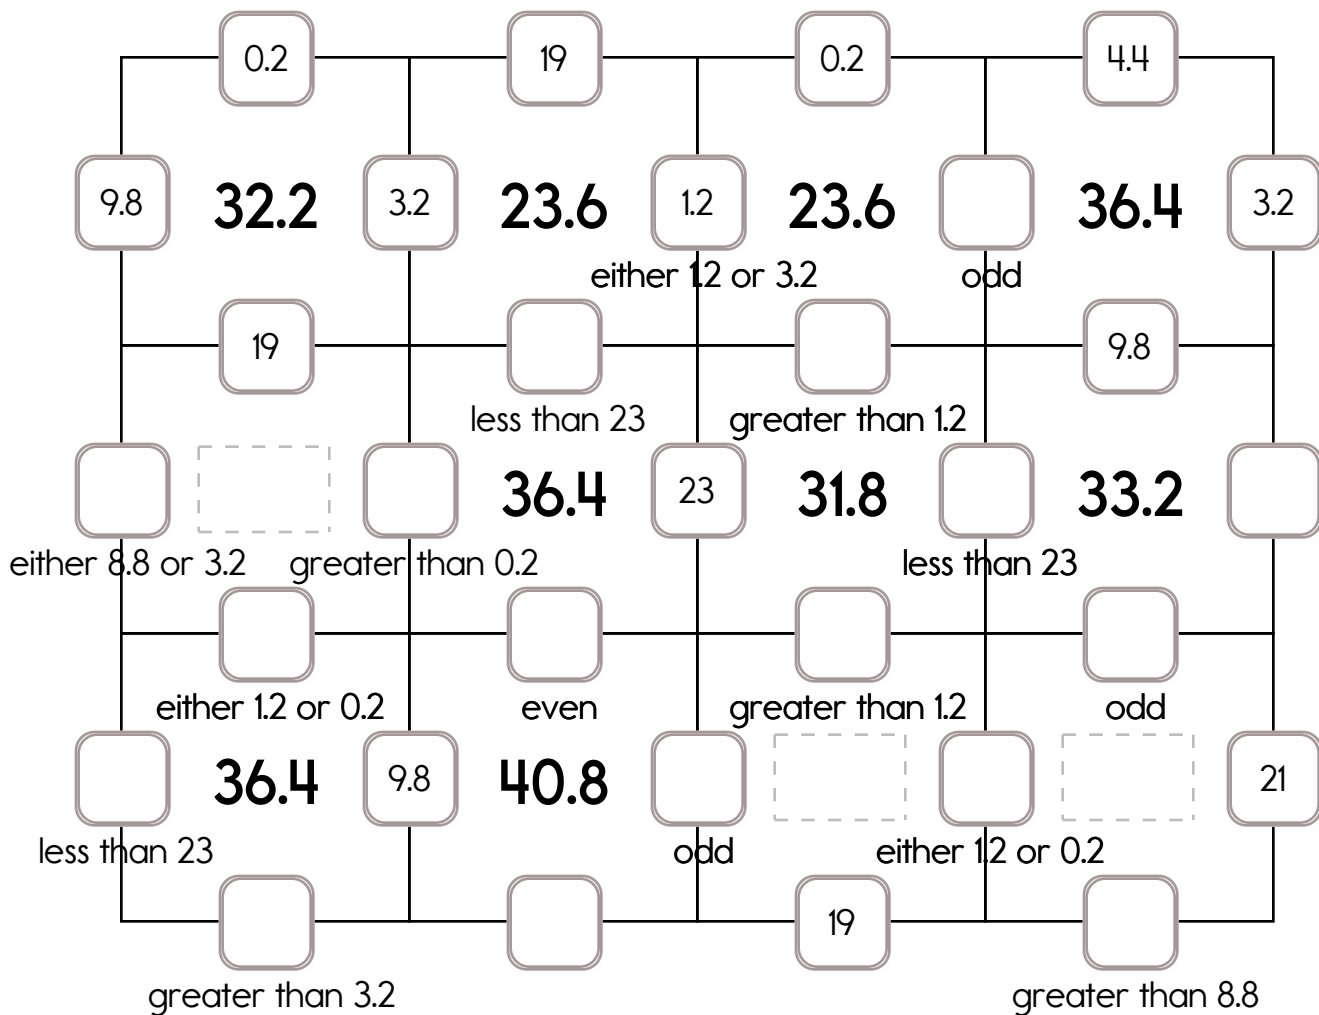 0.2 19 0.2 4.4
9.8 32.2 3.2 23.6 1.2 23.6 36.4 3.2
either 1.2 or 3.2 odd
19 9.8
less than 23 greater than 1.2
36.4 23 31.8 33.2
either 8.8 or 3.2 greater than 0.2 less than 23
either 1.2 or 0.2 even greater than 1.2 odd
36.4 9.8 40.8 21
less than 23 odd either 1.2 or 0.2
19
greater than 3.2 greater than 8.8